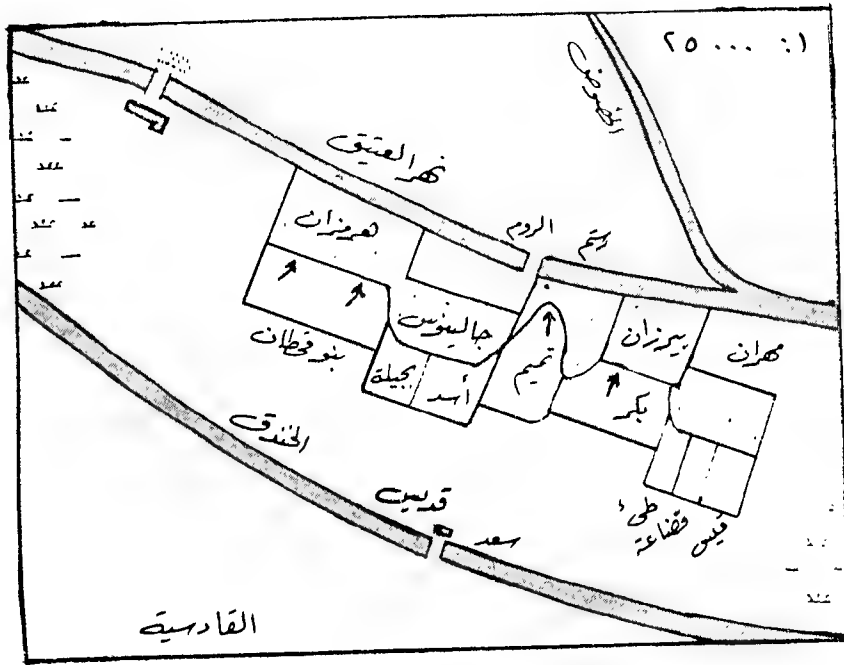 ١ : ٢٥٠٠٠
الخضوض
نهر العتيق
الروم
رستم
هرمزان
جالينوس
بيرزان
مهران
بنو قحطان
بجيلة
أسد
تميم
بكر
طيء
قضاعة
قيس
الخندق
قديس
سعد
القادسية